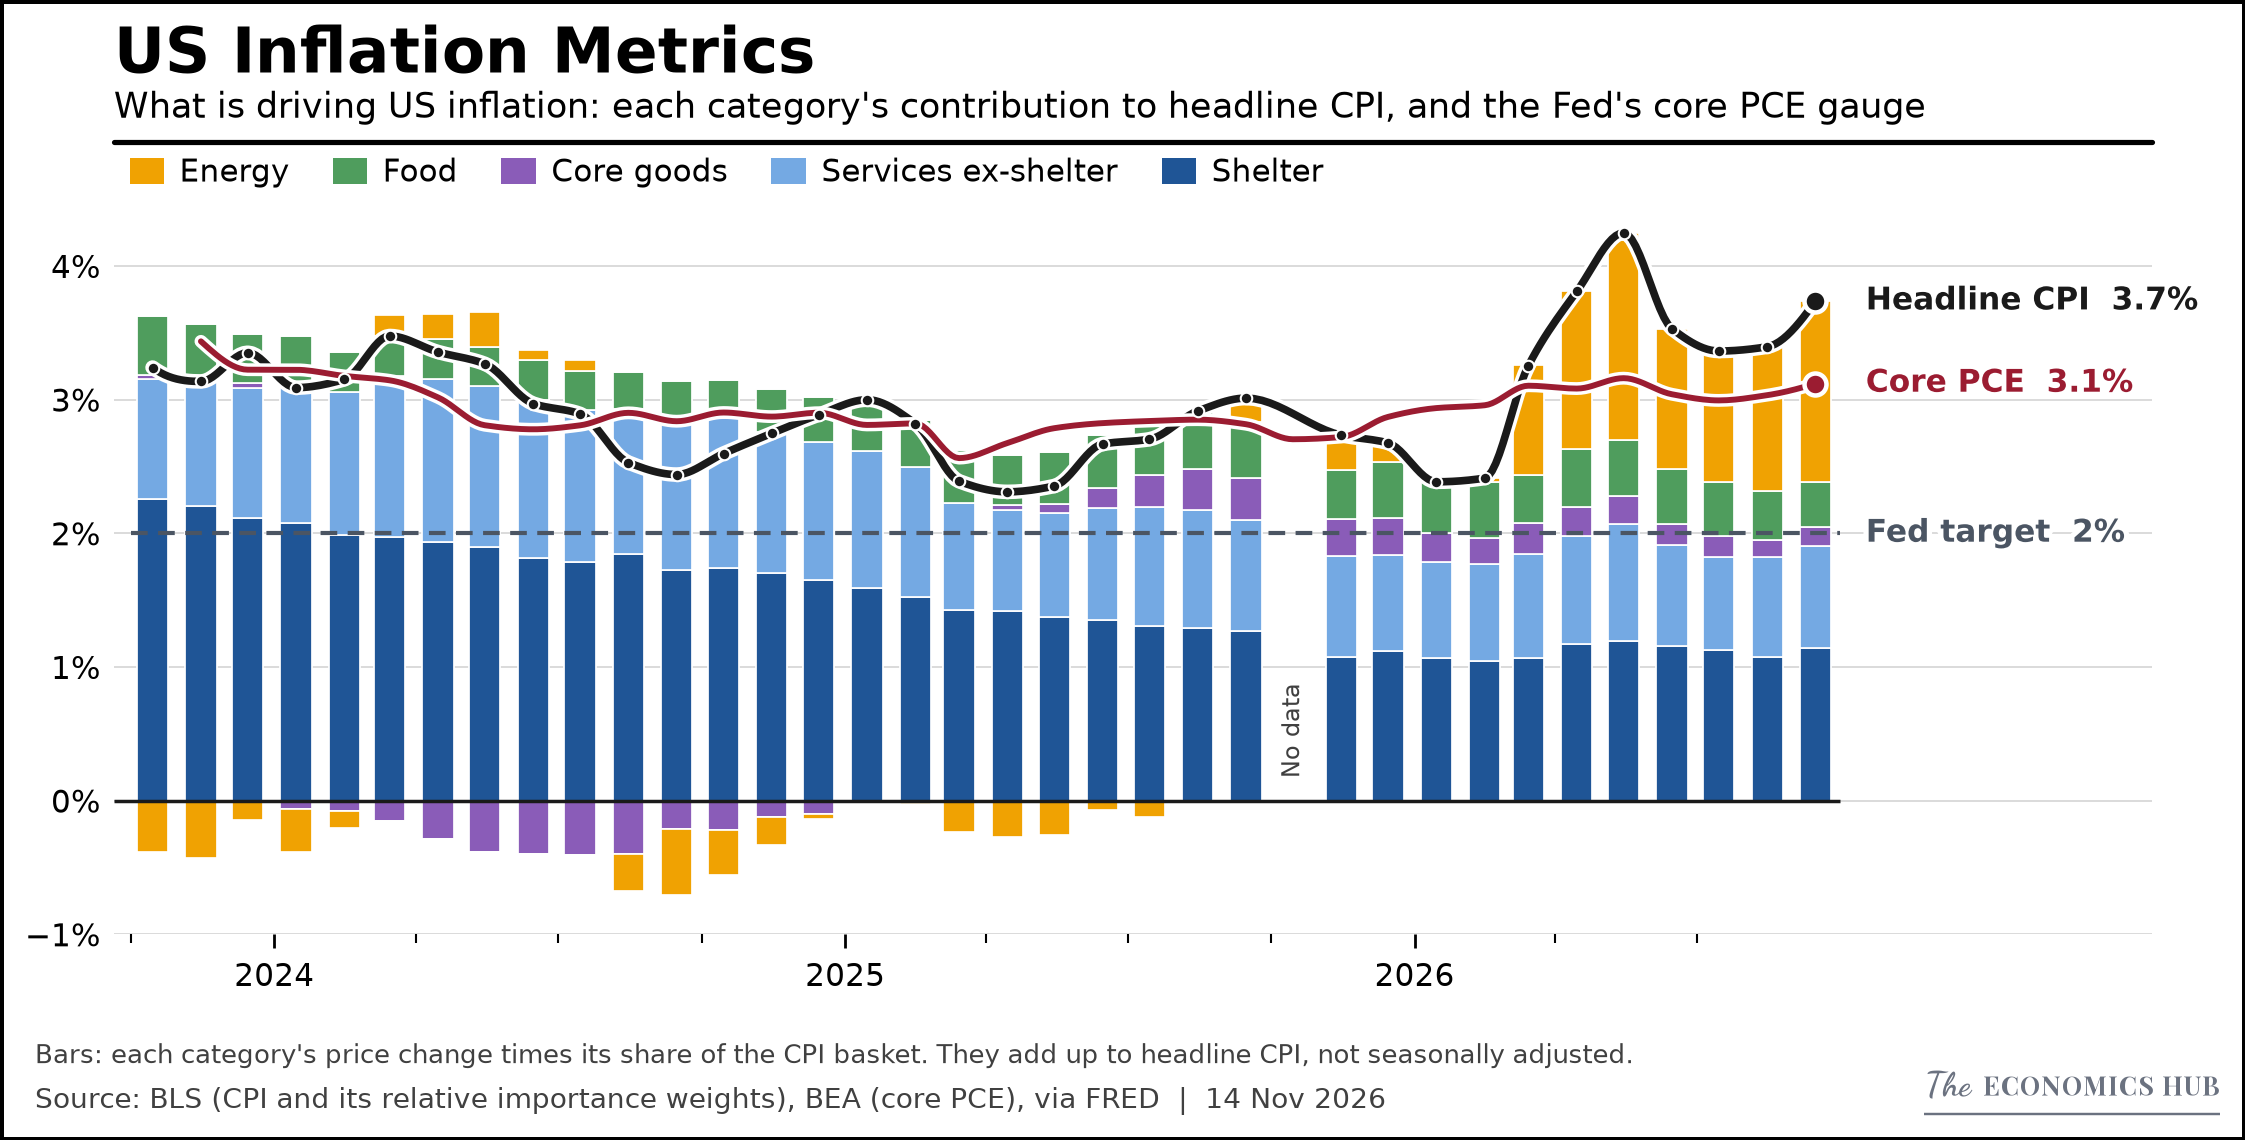 US Inflation Metrics
What is driving US inflation: each category's contribution to headline CPI, and the Fed's core PCE gauge
Energy Food Core goods Services ex-shelter Shelter
4%
Headline CPI 3.7%
Core PCE 3.1%
3%
2%
Fed target 2%
1%
No data
0%
−1%
2024 2025 2026
Bars: each category's price change times its share of the CPI basket. They add up to headline CPI, not seasonally adjusted.
Source: BLS (CPI and its relative importance weights), BEA (core PCE), via FRED | 14 Nov 2026
The ECONOMICS HUB